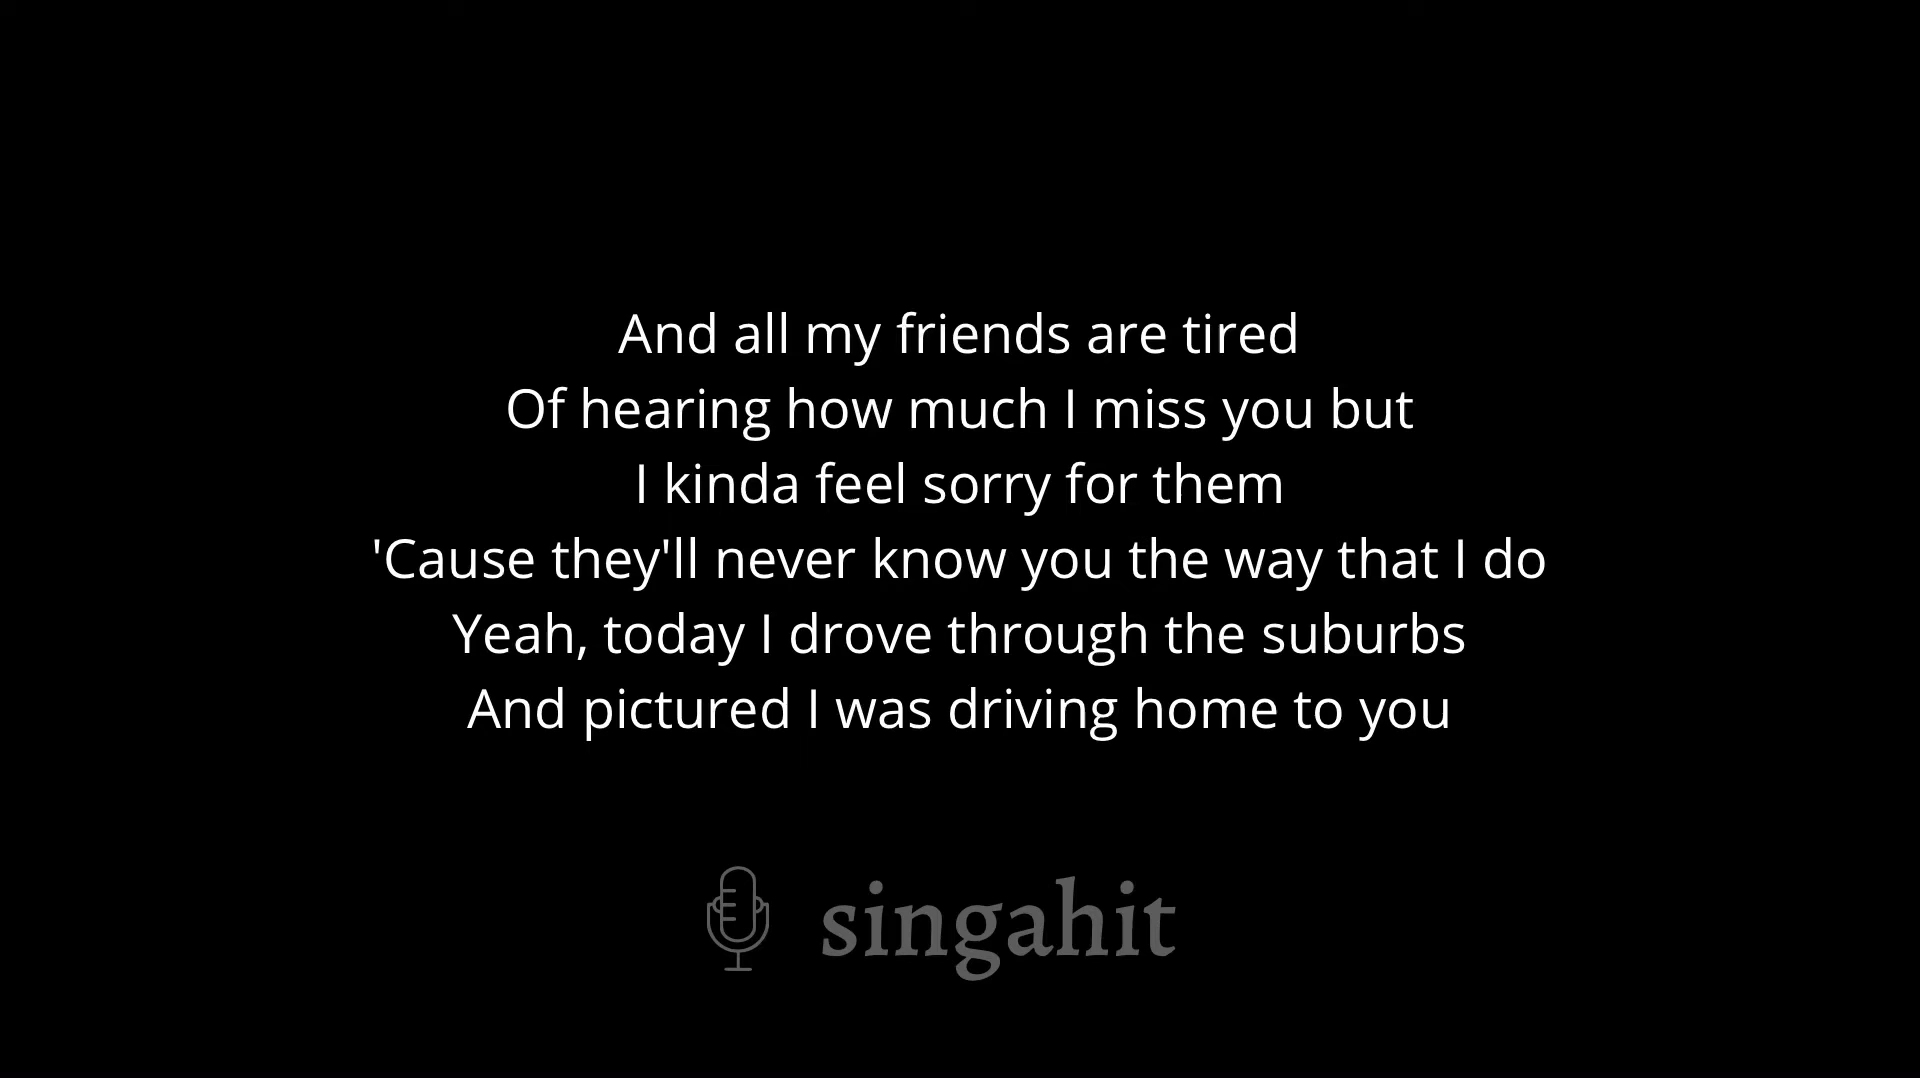 And all my friends are tired
Of hearing how much I miss you but
I kinda feel sorry for them
'Cause they'll never know you the way that I do
Yeah, today I drove through the suburbs
And pictured I was driving home to you
singahit